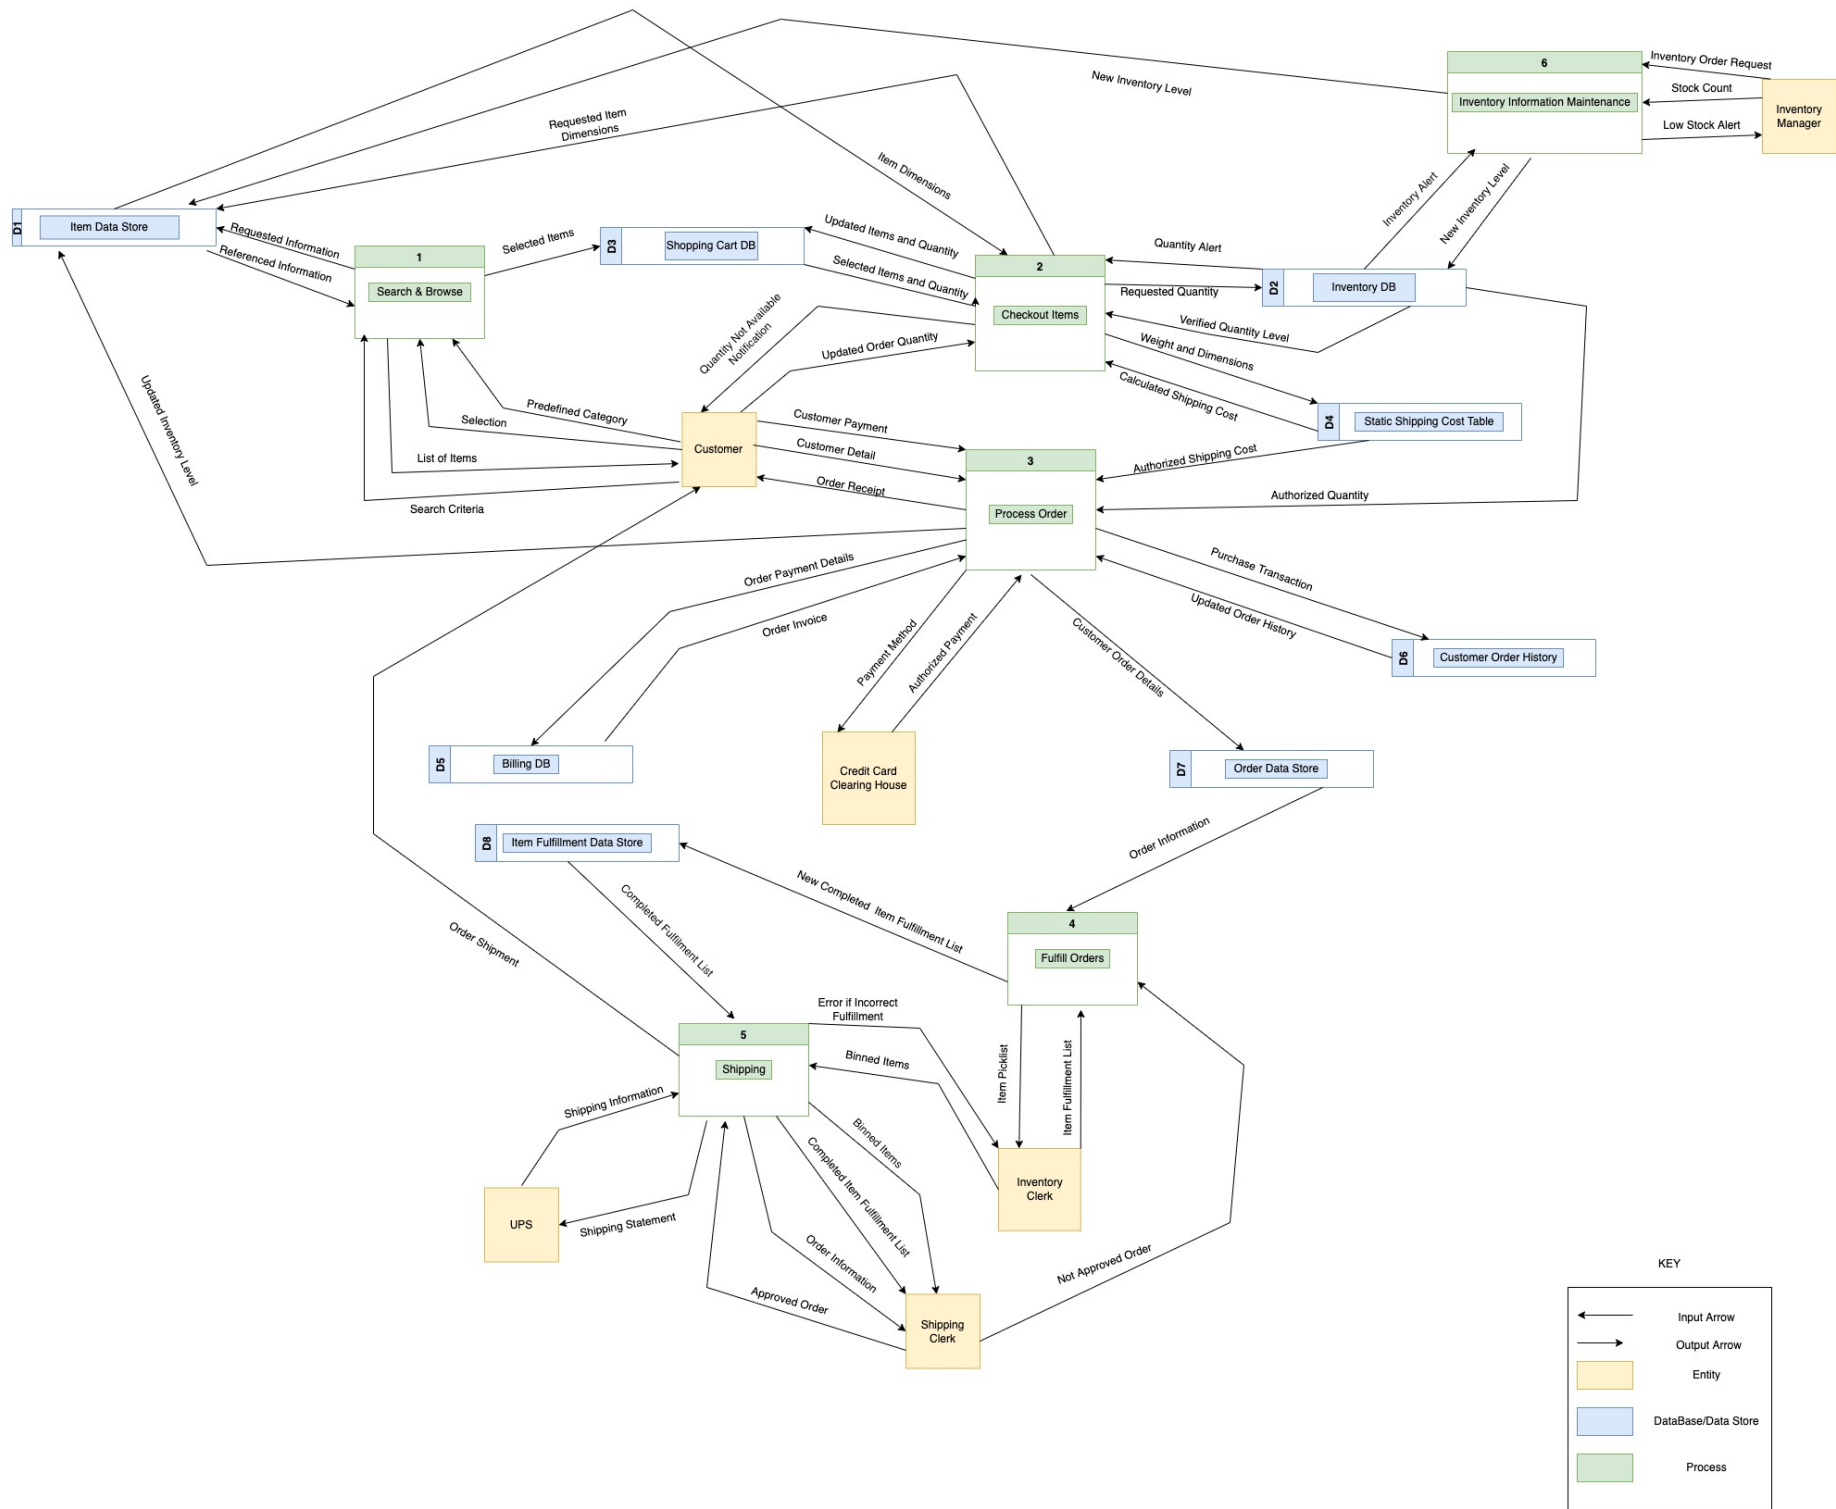 New Inventory Level
6
Inventory Information Maintenance
Inventory Order Request
Stock Count
Low Stock Alert
Inventory
Manager
Requested Item
Dimensions
Item Dimensions
Inventory Alert
New Inventory Level
D1
Item Data Store
Requested Information
Referenced Information
1
Search & Browse
Selected Items
D3
Shopping Cart DB
Updated Items and Quantity
Selected Items and Quantity
2
Checkout Items
Quantity Alert
Requested Quantity
D2
Inventory DB
Verified Quantity Level
Weight and Dimensions
Calculated Shipping Cost
Quantity Not Available
Notification
Updated Order Quantity
D4
Static Shipping Cost Table
Updated Inventory Level
Predefined Category
Selection
List of Items
Search Criteria
Customer
Customer Payment
Customer Detail
Order Receipt
3
Process Order
Authorized Shipping Cost
Authorized Quantity
Order Payment Details
Order Invoice
Payment Method
Authorized Payment
Customer Order Details
Purchase Transaction
Updated Order History
D6
Customer Order History
D5
Billing DB
Credit Card
Clearing House
D7
Order Data Store
D8
Item Fulfillment Data Store
Order Information
New Completed Item Fulfillment List
Completed Fulfilment List
Order Shipment
4
Fulfill Orders
Error if Incorrect
Fulfillment
5
Shipping
Binned Items
Item Picklist
Item Fulfillment List
Shipping Information
Binned Items
Completed Item Fulfillment List
Inventory
Clerk
UPS
Shipping Statement
Order Information
Approved Order
Not Approved Order
Shipping
Clerk
KEY
Input Arrow
Output Arrow
Entity
DataBase/Data Store
Process